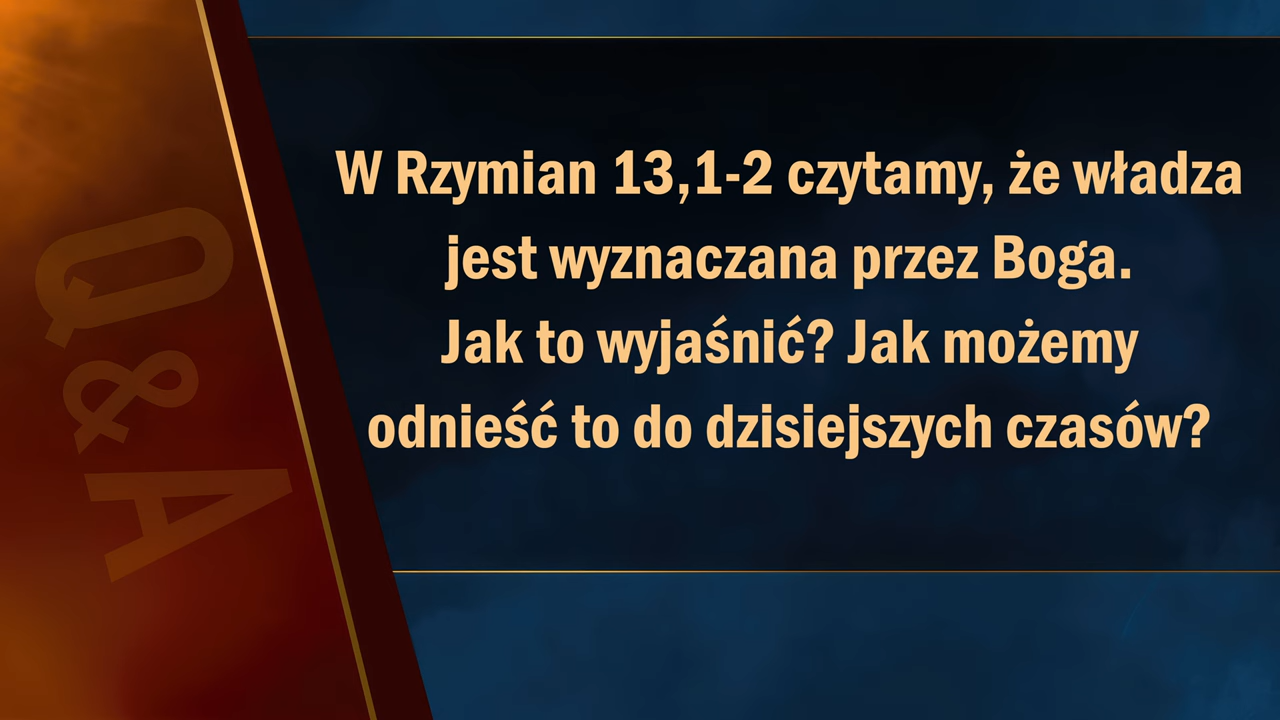 Q&A
W Rzymian 13,1-2 czytamy, że władza
jest wyznaczana przez Boga.
Jak to wyjaśnić? Jak możemy
odnieść to do dzisiejszych czasów?